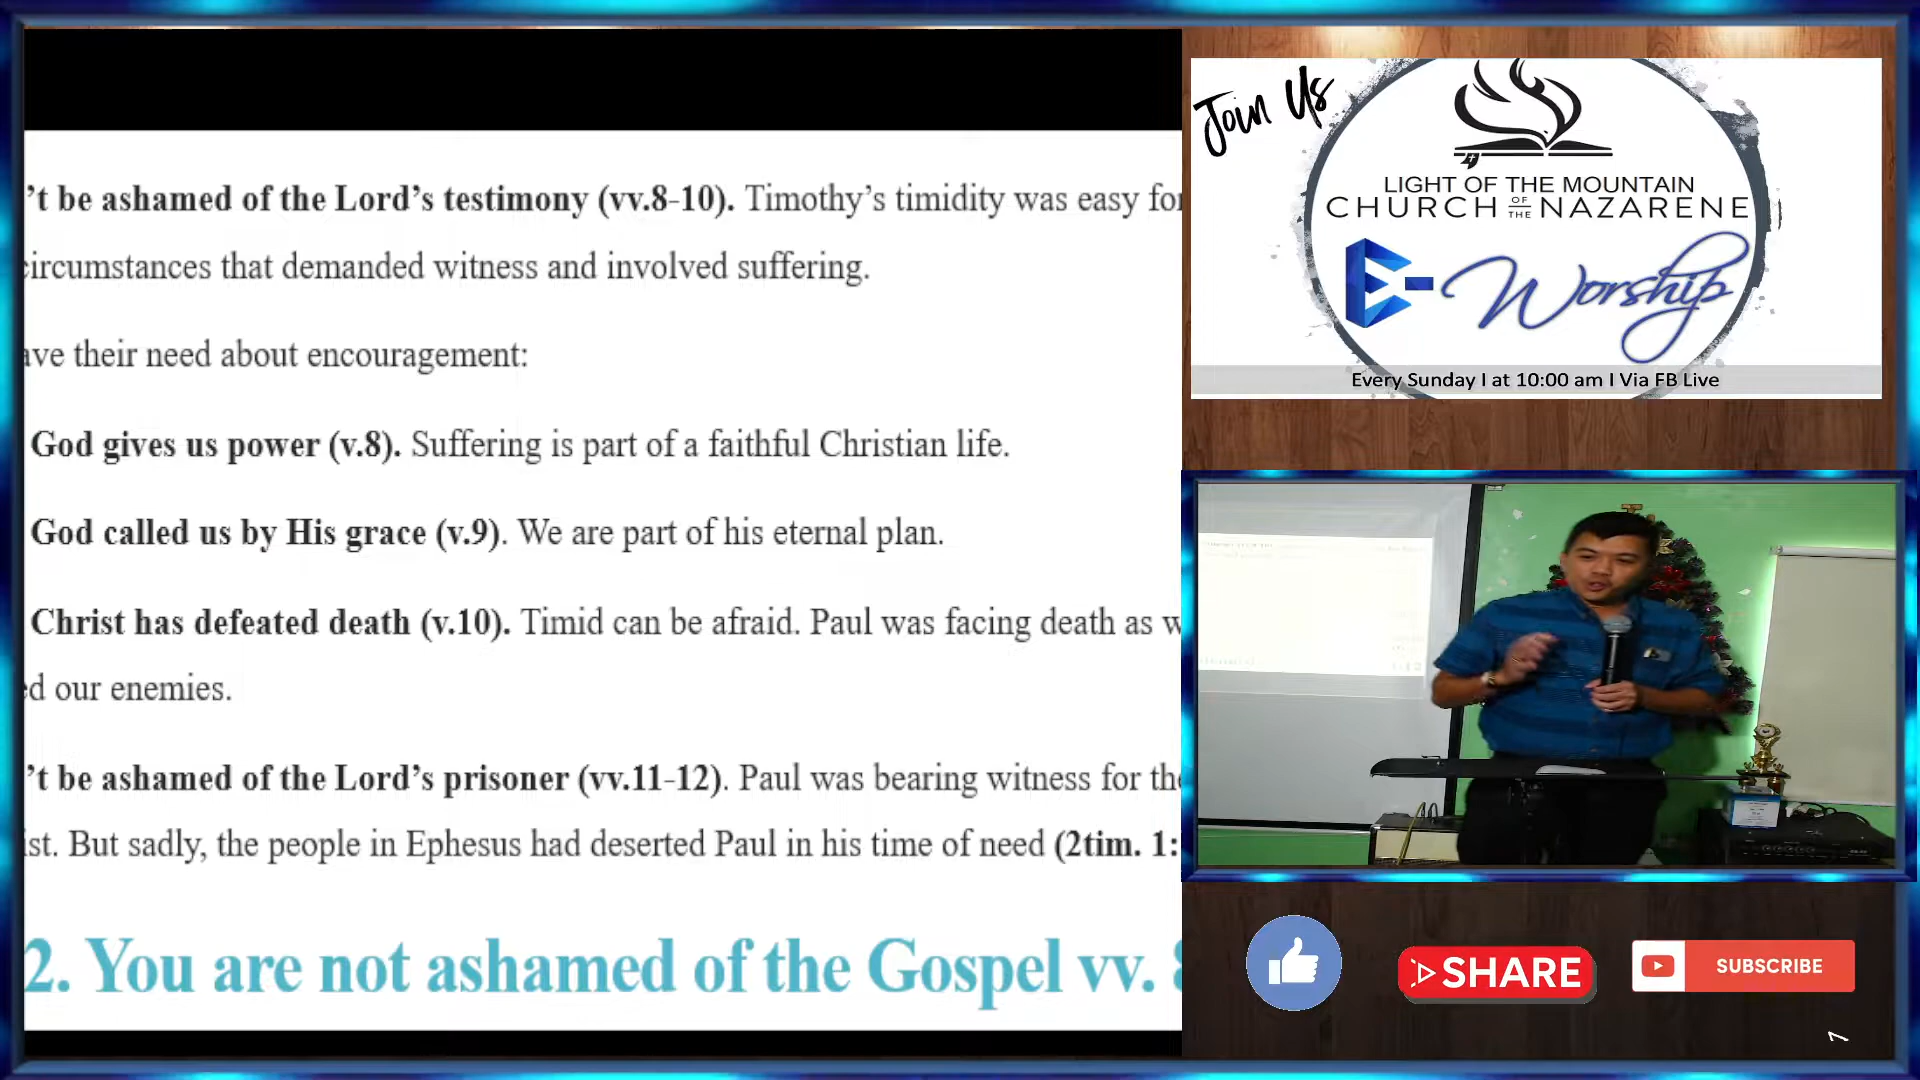 't be ashamed of the Lord's testimony (vv.8-10). Timothy's timidity was easy for
circumstances that demanded witness and involved suffering.
ave their need about encouragement:
God gives us power (v.8). Suffering is part of a faithful Christian life.
God called us by His grace (v.9). We are part of his eternal plan.
Christ has defeated death (v.10). Timid can be afraid. Paul was facing death as w
ed our enemies.
't be ashamed of the Lord's prisoner (vv.11-12). Paul was bearing witness for the
ist. But sadly, the people in Ephesus had deserted Paul in his time of need (2tim. 1:
2. You are not ashamed of the Gospel vv. 8
Join Us
LIGHT OF THE MOUNTAIN
CHURCH OF THE NAZARENE
E-Worship
Every Sunday I at 10:00 am I Via FB Live
SHARE
SUBSCRIBE